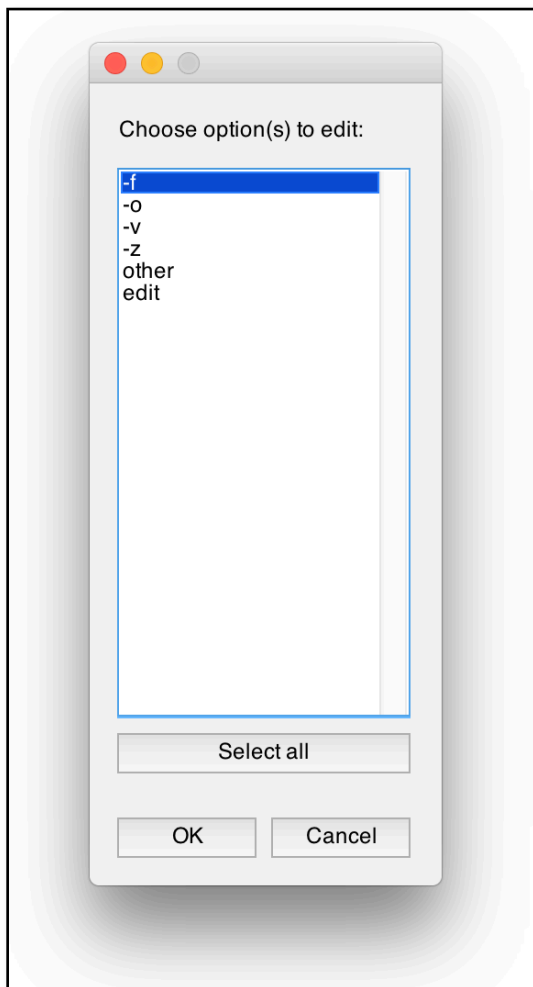 Choose option(s) to edit:
-f
-o
-v
-z
other
edit
Select all
OK Cancel